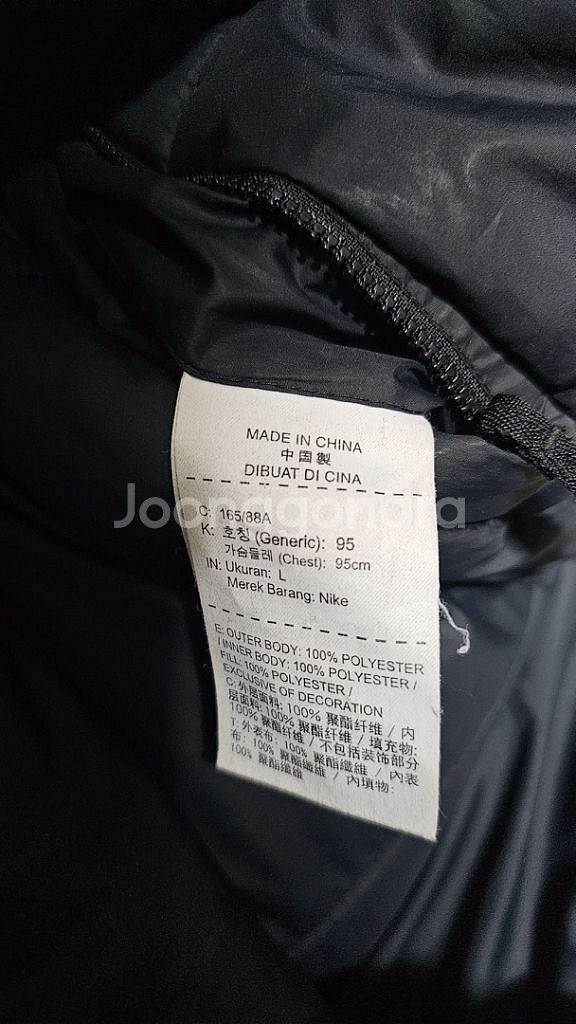 MADE IN CHINA
中国製
DIBUAT DI CINA
C: 165/88A
K: 호칭 (Generic): 95
가슴둘레 (Chest): 95cm
IN: Ukuran: L
Merek Barang: Nike
E: OUTER BODY: 100% POLYESTER
/ INNER BODY: 100% POLYESTER /
FILL: 100% POLYESTER /
EXCLUSIVE OF DECORATION
C: 外层面料: 100% 聚酯纤维 / 内
层面料: 100% 聚酯纤维 / 填充物:
100% 聚酯纤维 / 不包括装饰部分
T: 外表布: 100% 聚酯纖維 / 內表
布: 100% 聚酯纖維 / 內填物:
100% 聚酯纖維
Joongonara